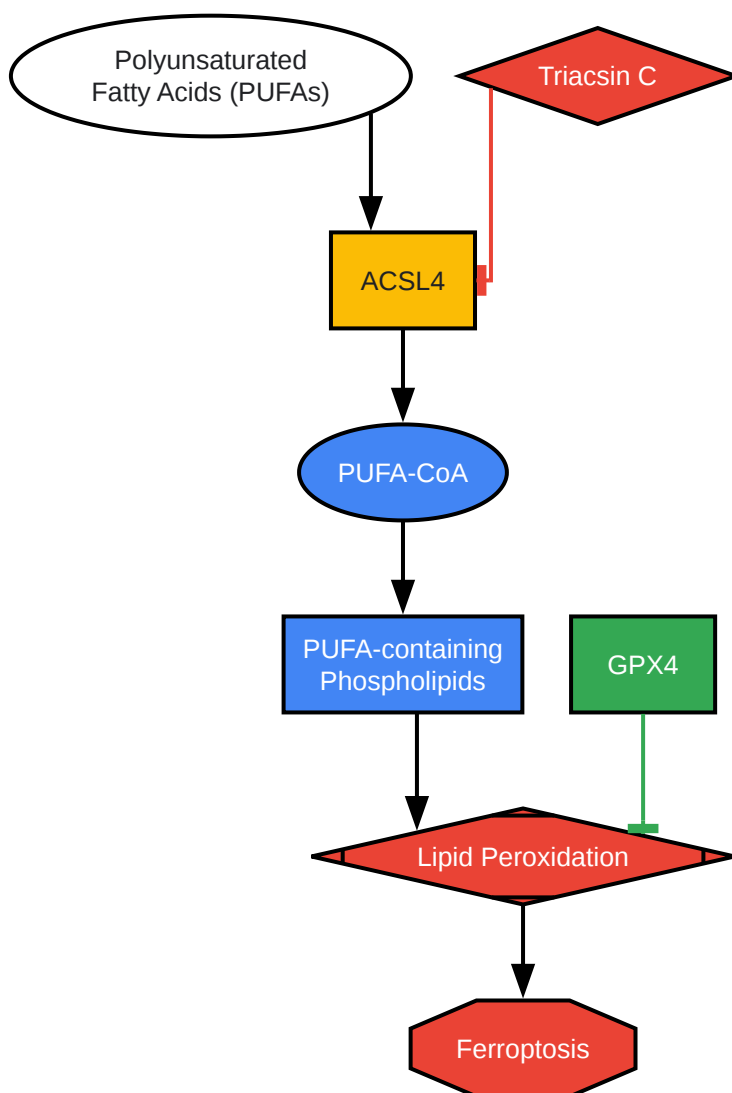 Polyunsaturated
Fatty Acids (PUFAs)
Triacsin C
ACSL4
PUFA-CoA
PUFA-containing
Phospholipids
GPX4
Lipid Peroxidation
Ferroptosis